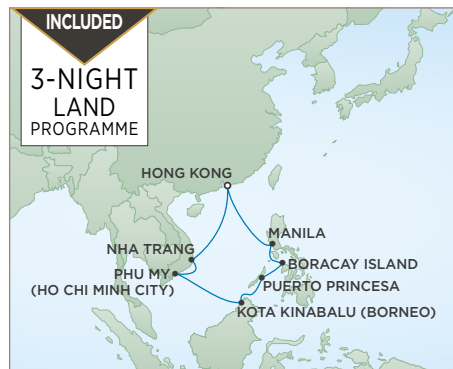 INCLUDED
3-NIGHT
LAND
PROGRAMME
HONG KONG
MANILA
NHA TRANG
BORACAY ISLAND
PHU MY
(HO CHI MINH CITY)
PUERTO PRINCESA
KOTA KINABALU (BORNEO)